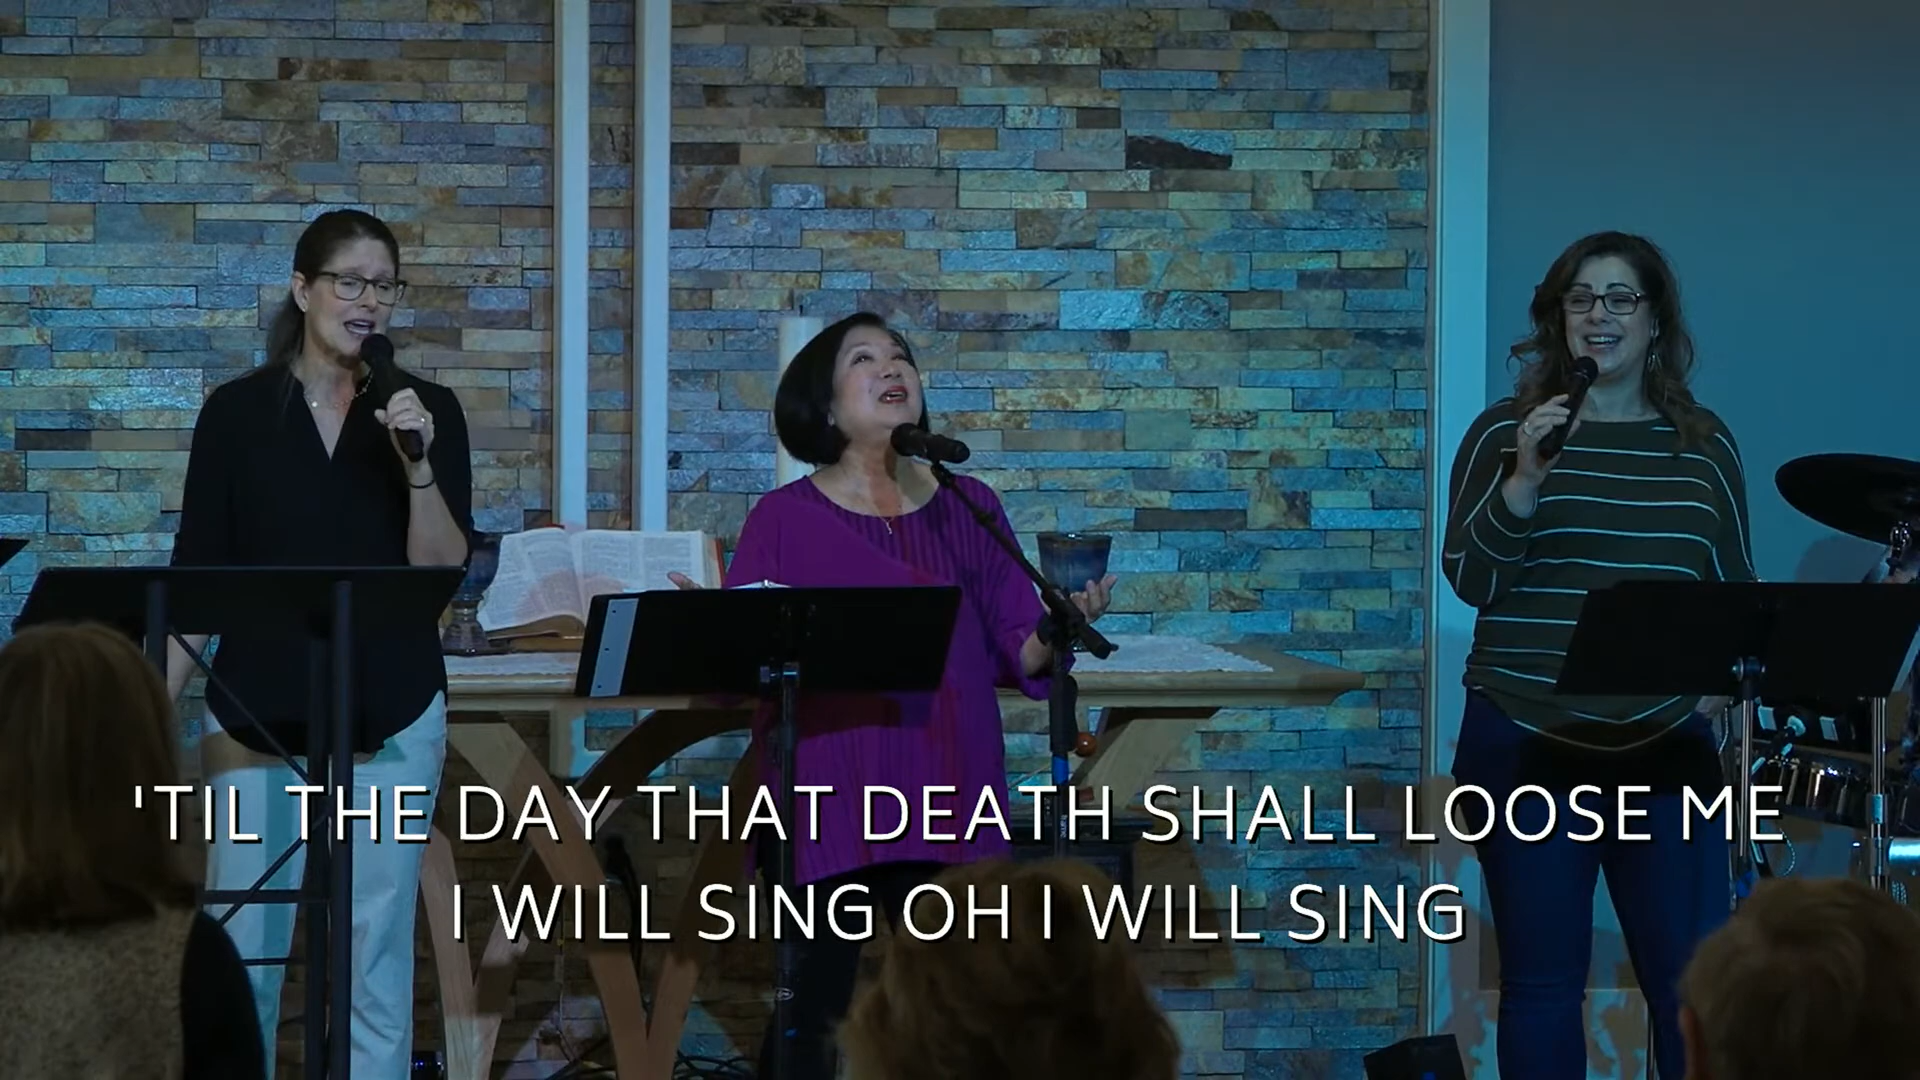 'TIL THE DAY THAT DEATH SHALL LOOSE ME
I WILL SING OH I WILL SING